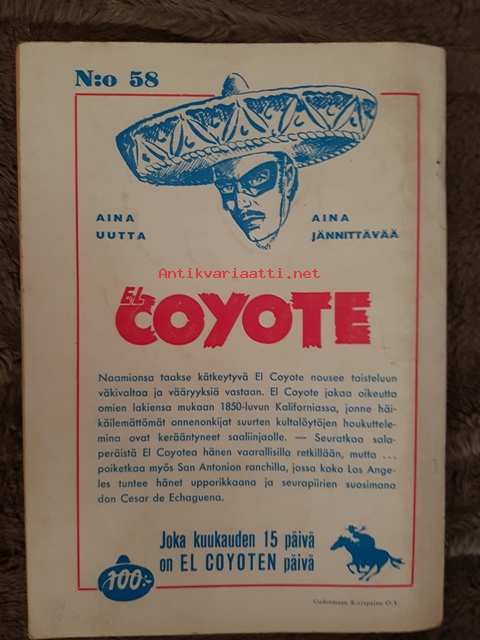 N:o 58
AINA
UUTTA
AINA
JÄNNITTÄVÄÄ
Antikvariaatti.net
EL
COYOTE
Naamionsa taakse kätkeytyvä El Coyote nousee taisteluun
väkivaltaa ja vääryyksiä vastaan. El Coyote jakaa oikeutta
omien lakiensa mukaan 1850-luvun Kaliforniassa, jonne häi-
käilemättömät onnenonkijat suurten kultalöytöjen houkuttele-
mina ovat kerääntyneet saaliinjaolle. — Seuratkaa sala-
peräistä El Coyotea hänen vaarallisilla retkillään, mutta ...
poiketkaa myös San Antonion ranchilla, jossa koko Los Ange-
les tuntee hänet upporikkaana ja seurapiirien suosimana
don Cesar de Echaguena.
Joka kuukauden 15 päivä
on EL COYOTEN päivä
100:-
Gudermann Kirjapaino O.Y.